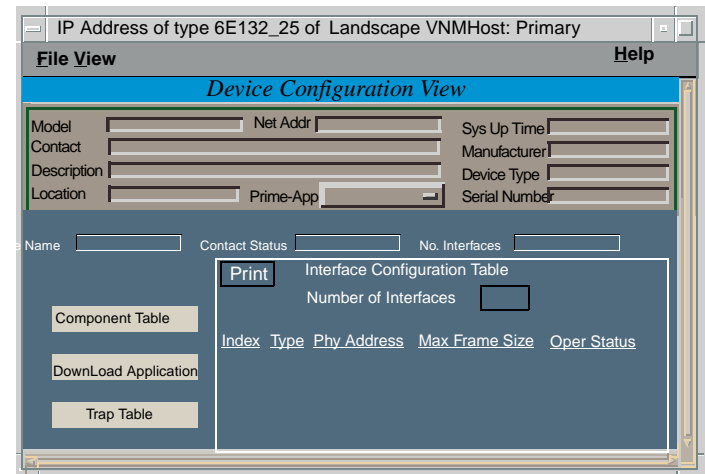 IP Address of type 6E132_25 of Landscape VNMHost: Primary
File View Help
Device Configuration View
Model Net Addr Sys Up Time
Contact Manufacturer
Description Device Type
Location Prime-App Serial Number
e Name Contact Status No. Interfaces
Print Interface Configuration Table
Number of Interfaces
Component Table
Index Type Phy Address Max Frame Size Oper Status
DownLoad Application
Trap Table